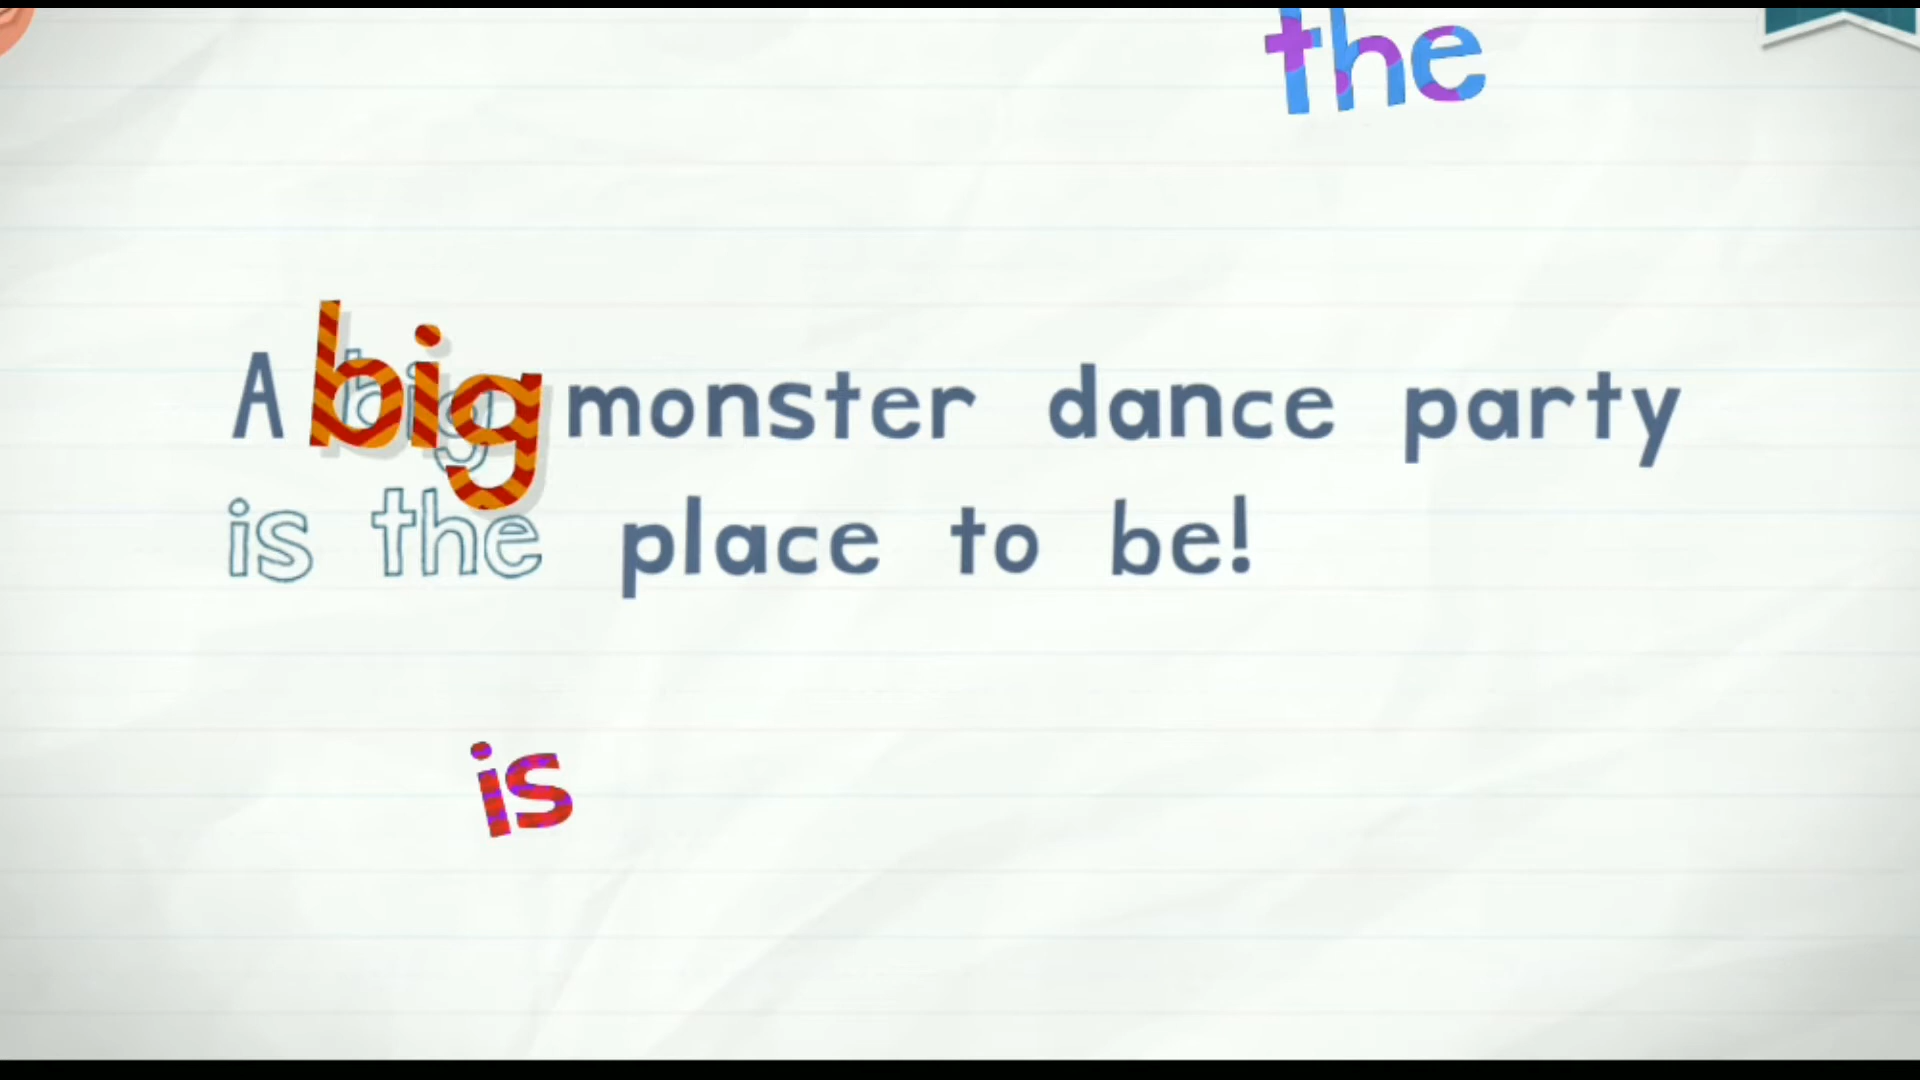 the
A big monster dance party
is the place to be!
is